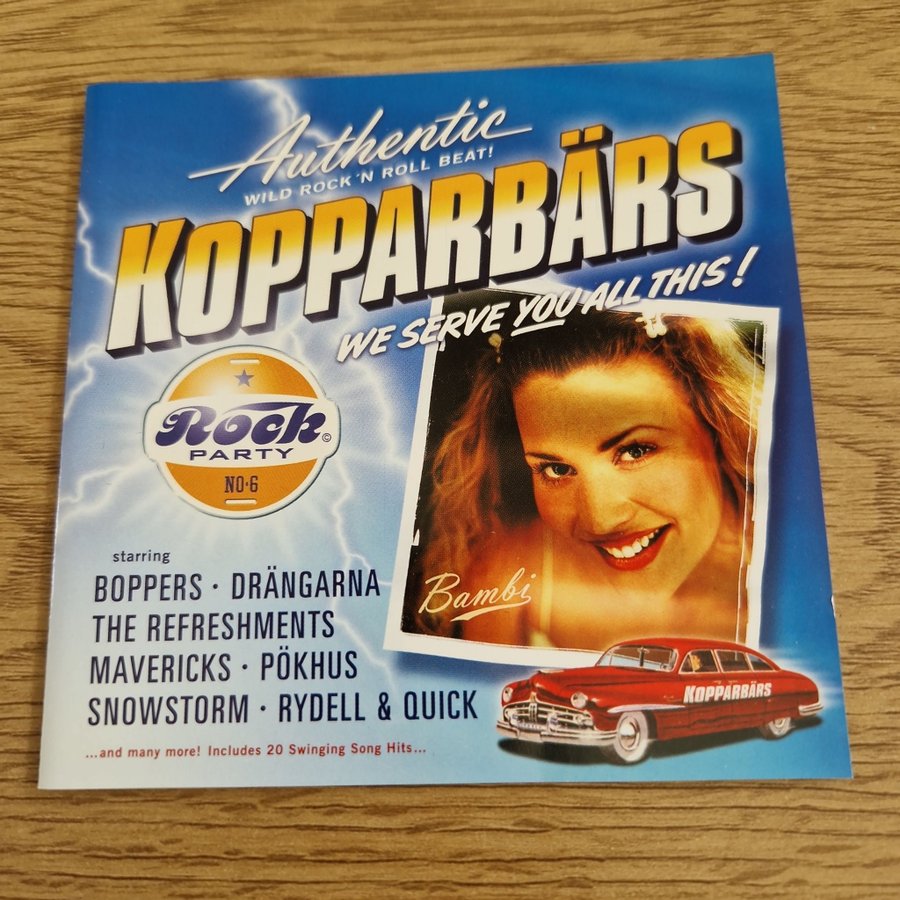 Authentic
WILD ROCK'N ROLL BEAT!
KOPPARBÄRS
WE SERVE YOU ALL THIS!
Rock©
PARTY
NO·6
Bambi
starring
BOPPERS · DRÄNGARNA
THE REFRESHMENTS
MAVERICKS · PÖKHUS
SNOWSTORM · RYDELL & QUICK
...and many more! Includes 20 Swinging Song Hits...
KOPPARBÄRS